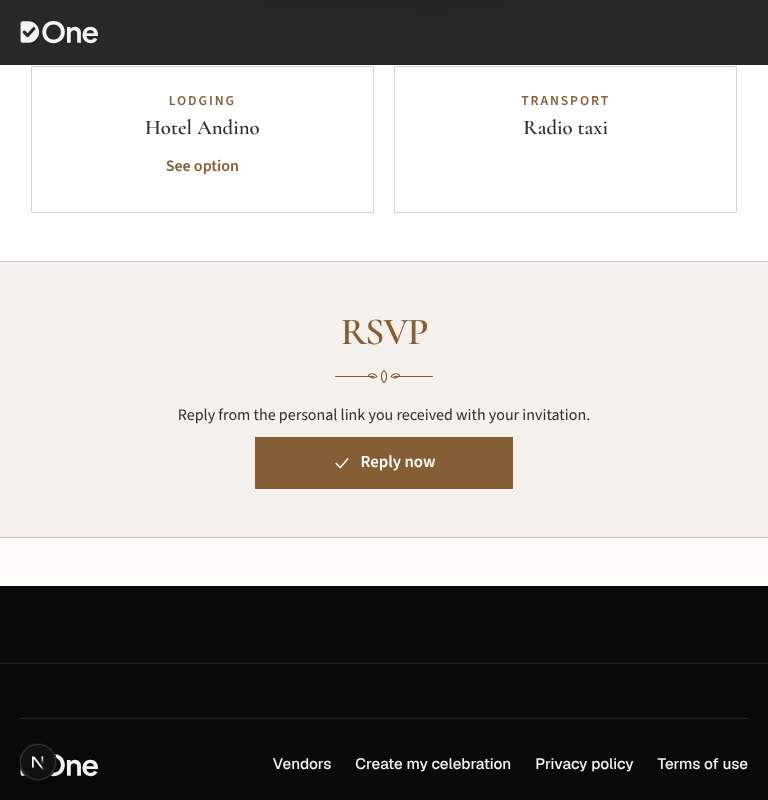 DOne
LODGING
Hotel Andino
See option
TRANSPORT
Radio taxi
RSVP
Reply from the personal link you received with your invitation.
Reply now
N
One
Vendors
Create my celebration
Privacy policy
Terms of use